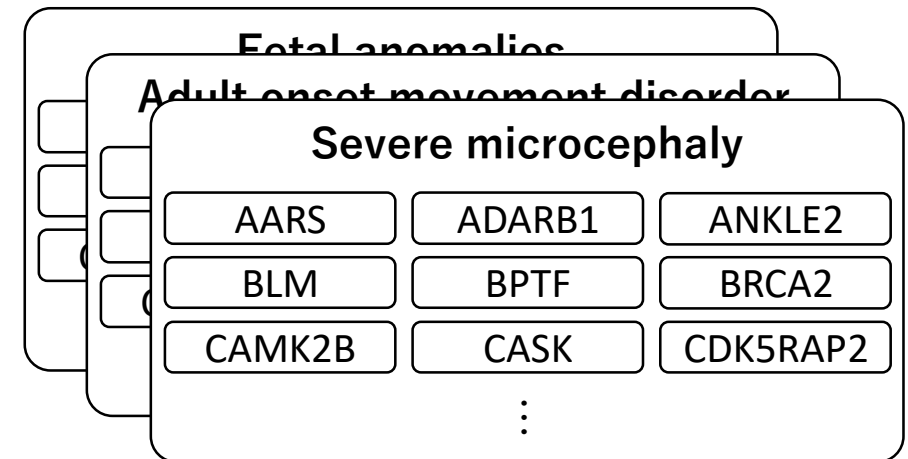 Fetal anomalies
Adult onset movement disorder
Severe microcephaly
AARS ADARB1 ANKLE2
BLM BPTF BRCA2
CAMK2B CASK CDK5RAP2
⋮